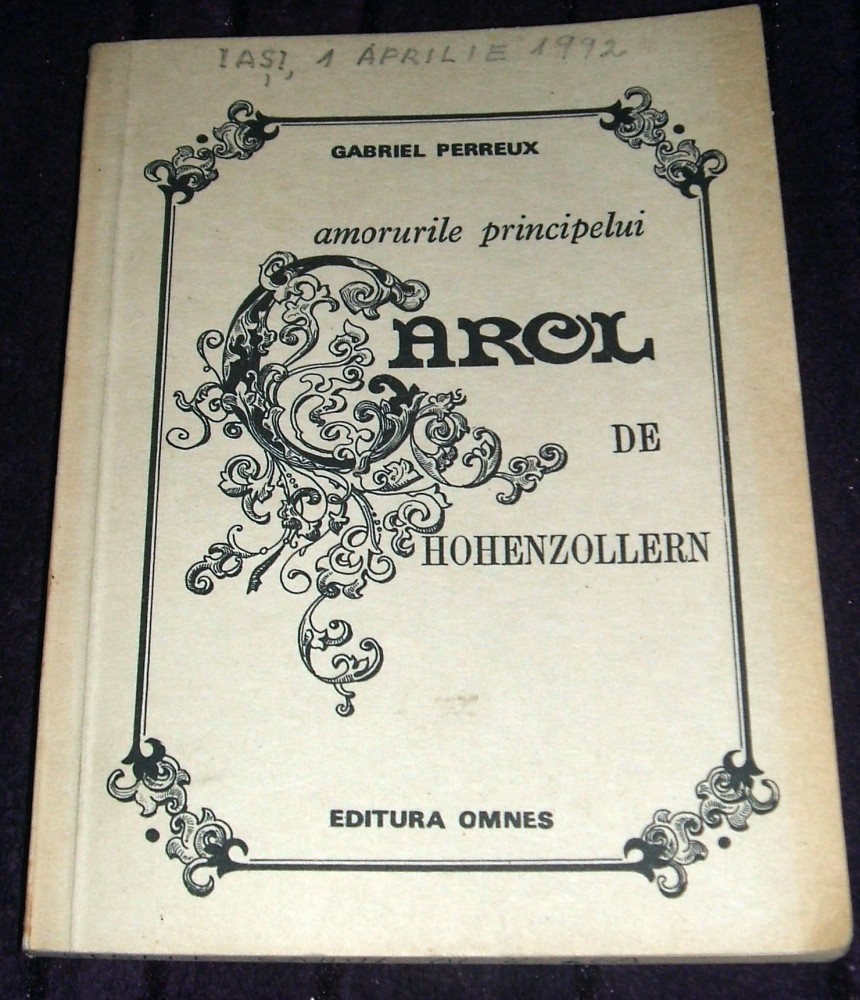 IAȘI, 1 APRILIE 1992
GABRIEL PERREUX
amorurile principelui
CAROL
DE
HOHENZOLLERN
EDITURA OMNES